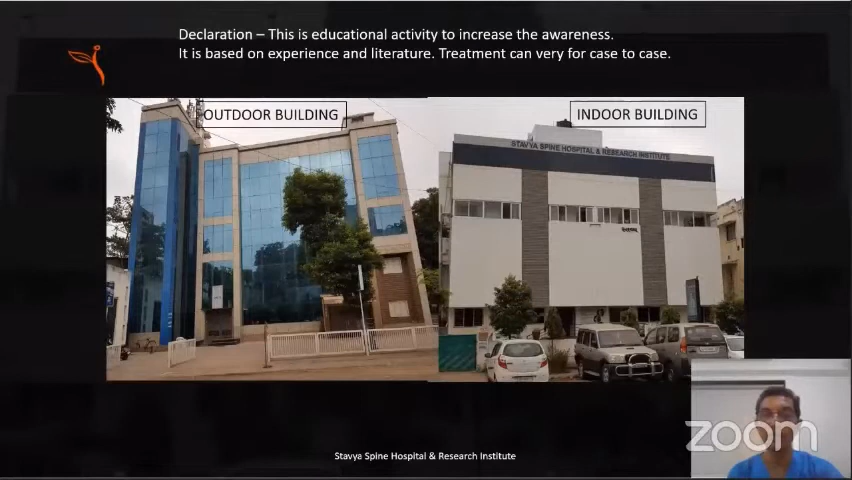 Declaration – This is educational activity to increase the awareness.
It is based on experience and literature. Treatment can very for case to case.
OUTDOOR BUILDING
INDOOR BUILDING
STAVYA SPINE HOSPITAL & RESEARCH INSTITUTE
zoom
Stavya Spine Hospital & Research Institute